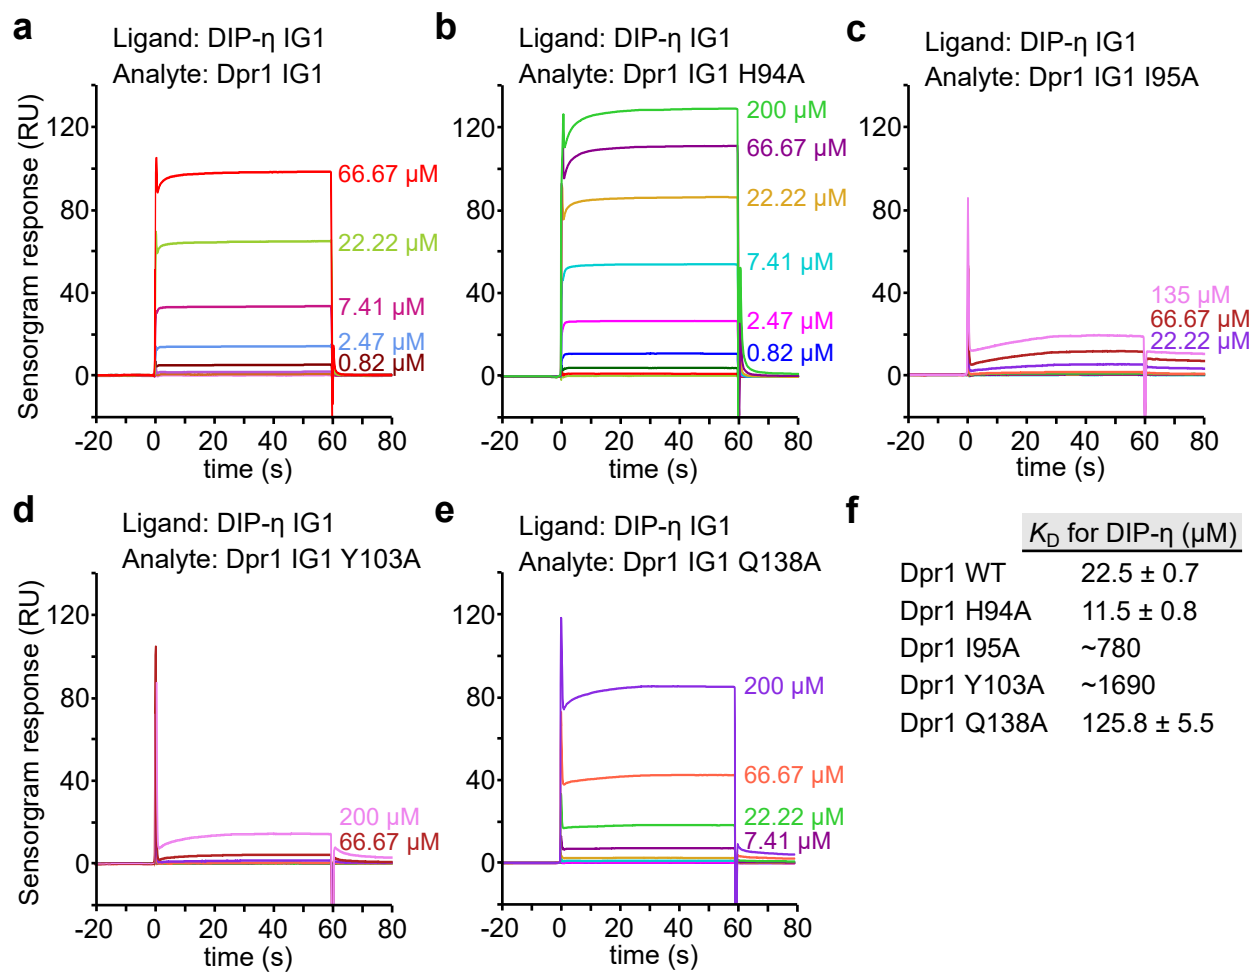 a
Ligand: DIP-η IG1
Analyte: Dpr1 IG1
Sensorgram response (RU)
120
80
40
0
66.67 µM
22.22 µM
7.41 µM
2.47 µM
0.82 µM
-20 0 20 40 60 80
time (s)
b
Ligand: DIP-η IG1
Analyte: Dpr1 IG1 H94A
120
80
40
0
200 µM
66.67 µM
22.22 µM
7.41 µM
2.47 µM
0.82 µM
-20 0 20 40 60 80
time (s)
c
Ligand: DIP-η IG1
Analyte: Dpr1 IG1 I95A
120
80
40
0
135 µM
66.67 µM
22.22 µM
-20 0 20 40 60 80
time (s)
d
Ligand: DIP-η IG1
Analyte: Dpr1 IG1 Y103A
Sensorgram response (RU)
120
80
40
0
200 µM
66.67 µM
-20 0 20 40 60 80
time (s)
e
Ligand: DIP-η IG1
Analyte: Dpr1 IG1 Q138A
120
80
40
0
200 µM
66.67 µM
22.22 µM
7.41 µM
-20 0 20 40 60 80
time (s)
f
KD for DIP-η (µM)
Dpr1 WT 22.5 ± 0.7
Dpr1 H94A 11.5 ± 0.8
Dpr1 I95A ~780
Dpr1 Y103A ~1690
Dpr1 Q138A 125.8 ± 5.5